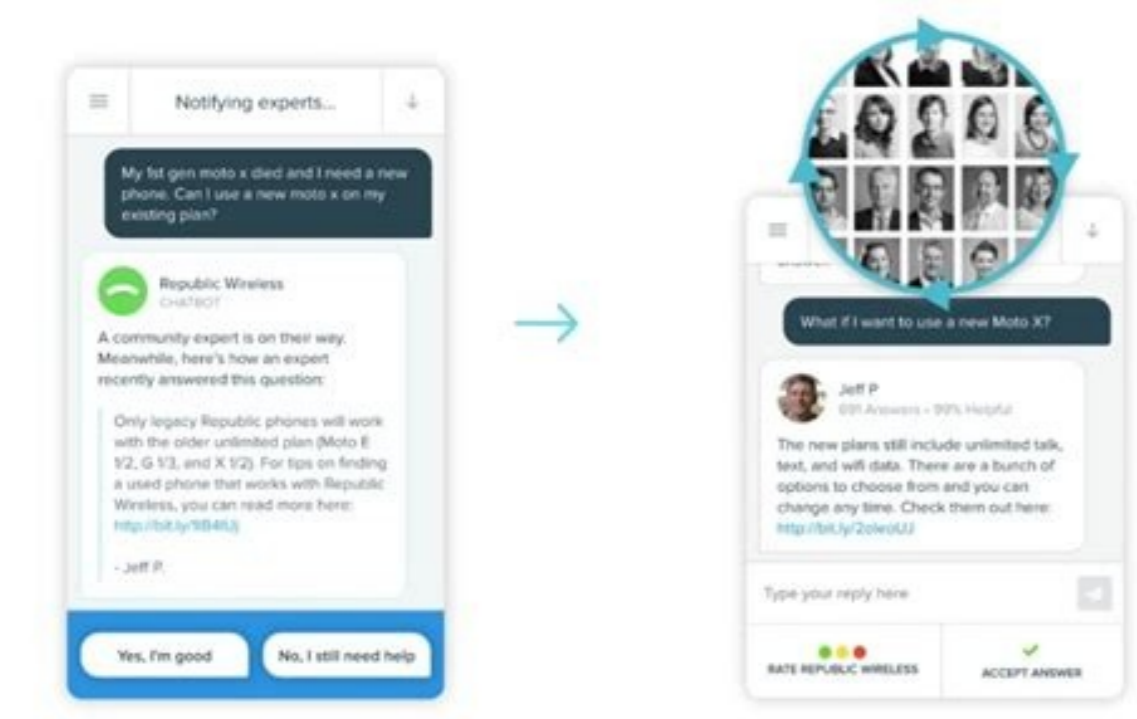 Notifying experts...
My 1st gen moto x died and I need a new
phone. Can I use a new moto x on my
existing plan?
Republic Wireless
CHATBOT
A community expert is on their way.
Meanwhile, here's how an expert
recently answered this question:
Only legacy Republic phones will work
with the older unlimited plan (Moto E
1/2, G 1/3, and X 1/2). For tips on finding
a used phone that works with Republic
Wireless, you can read more here:
- Jeff P.
Yes, I'm good
No, I still need help
What if I want to use a new Moto X?
Jeff P
691 Answers - 99% Helpful
The new plans still include unlimited talk,
text, and wifi data. There are a bunch of
options to choose from and you can
change any time. Check them out here:
Type your reply here
RATE REPUBLIC WIRELESS
ACCEPT ANSWER